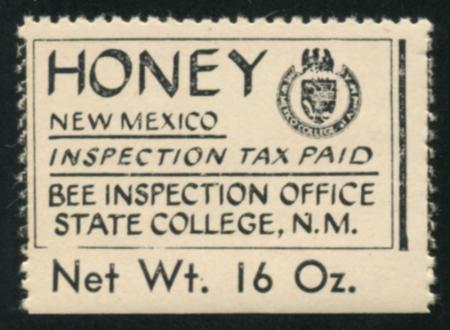 HONEY
NEW MEXICO
INSPECTION TAX PAID
BEE INSPECTION OFFICE
STATE COLLEGE, N.M.
Net Wt. 16 Oz.